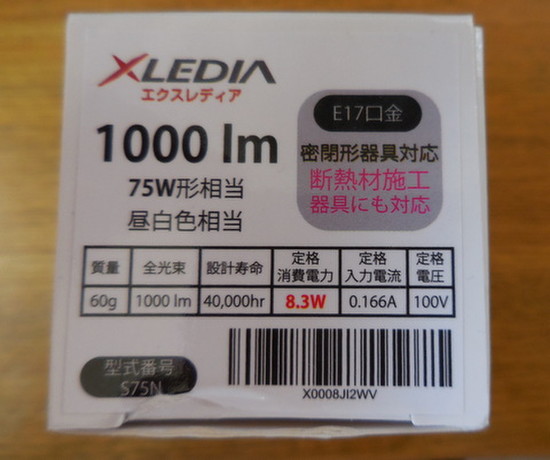 XLEDIA
エクスレディア
1000 lm
75W形相当
昼白色相当
E17口金
密閉形器具対応
断熱材施工
器具にも対応
質量 全光束 設計寿命 定格消費電力 定格入力電流 定格電圧
60g 1000 lm 40,000hr 8.3W 0.166A 100V
型式番号
S75N
X0008JI2WV